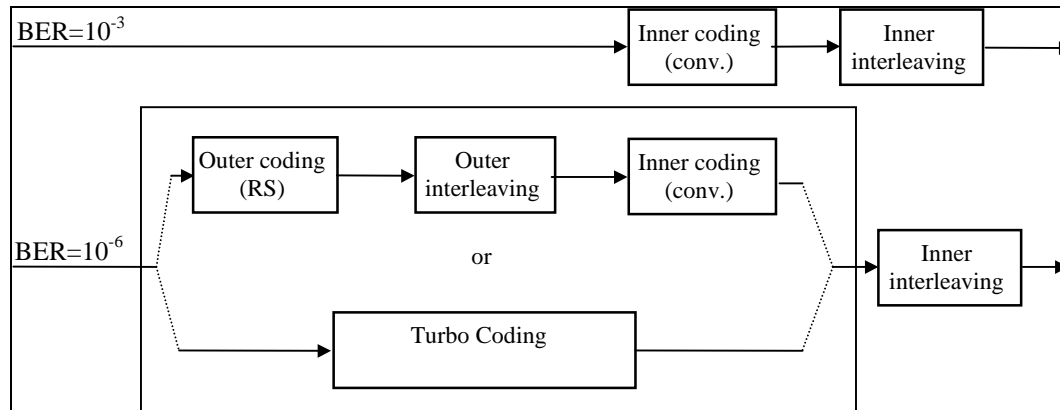 BER=10⁻³
Inner coding
(conv.)
Inner
interleaving
Outer coding
(RS)
Outer
interleaving
Inner coding
(conv.)
BER=10⁻⁶
or
Inner
interleaving
Turbo Coding